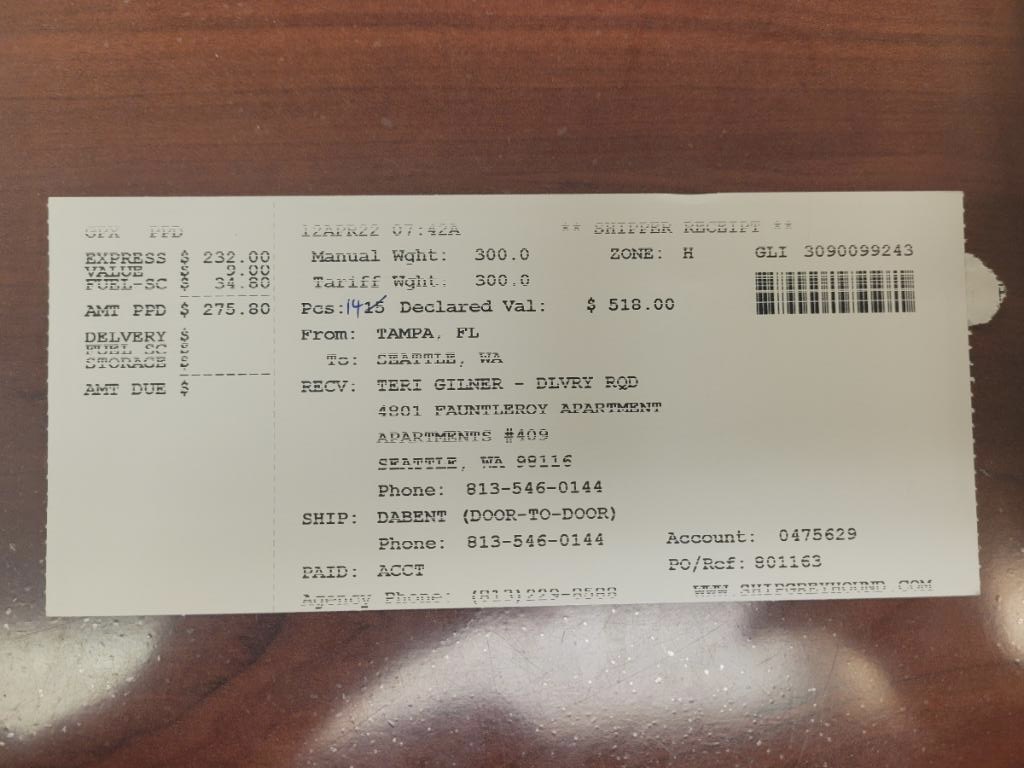 GPX PPD
EXPRESS $ 232.00
VALUE $ 9.00
FUEL-SC $ 34.80
AMT PPD $ 275.80
DELVERY $
FUEL SC $
STORAGE $
AMT DUE $
12APR22 07:42A ** SHIPPER RECEIPT **
Manual Wght: 300.0 ZONE: H GLI 3090099243
Tariff Wght: 300.0
Pcs: 14 Declared Val: $ 518.00
From: TAMPA, FL
To: SEATTLE, WA
RECV: TERI GILNER - DLVRY RQD
4801 FAUNTLEROY APARTMENT
APARTMENTS #409
SEATTLE, WA 98116
Phone: 813-546-0144
SHIP: DABENT (DOOR-TO-DOOR)
Phone: 813-546-0144 Account: 0475629
PAID: ACCT PO/Ref: 801163
Agency Phone: (813)229-8588 WWW.SHIPGREYHOUND.COM